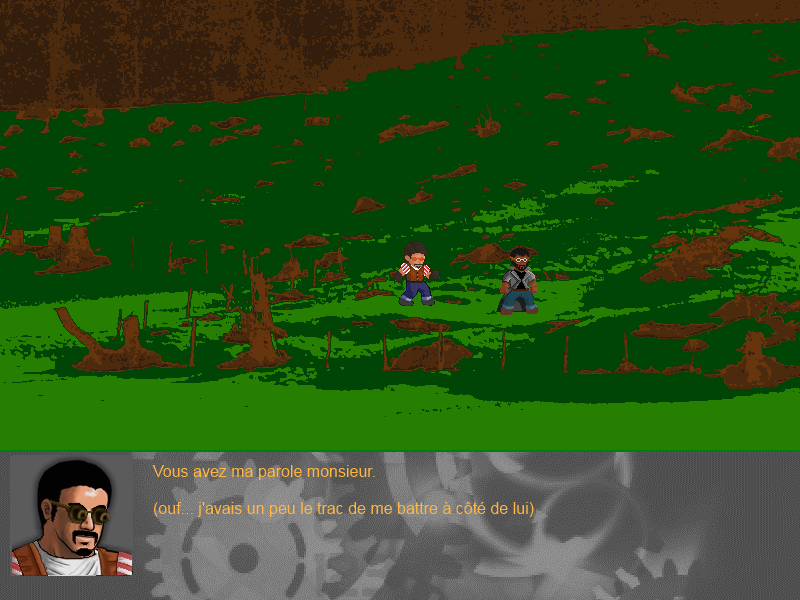 Vous avez ma parole monsieur.
(ouf... j'avais un peu le trac de me battre à côté de lui)